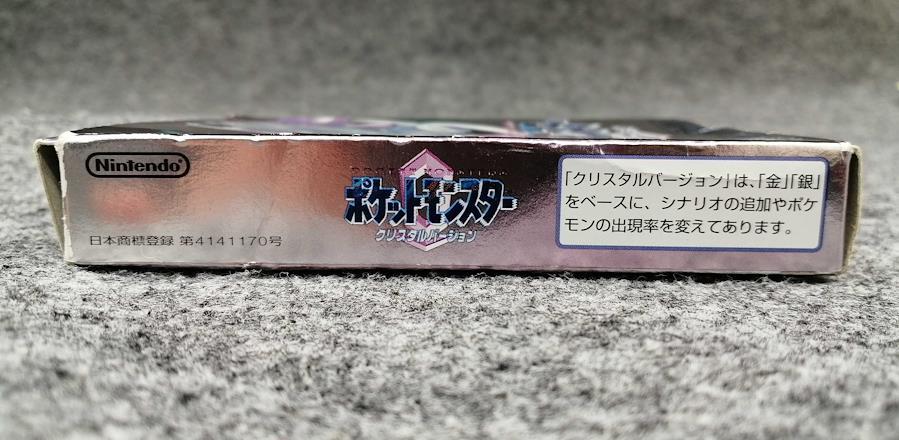 Nintendo®
日本商標登録 第4141170号
ポケットモンスター
クリスタルバージョン
「クリスタルバージョン」は、「金」「銀」
をベースに、シナリオの追加やポケ
モンの出現率を変えてあります。